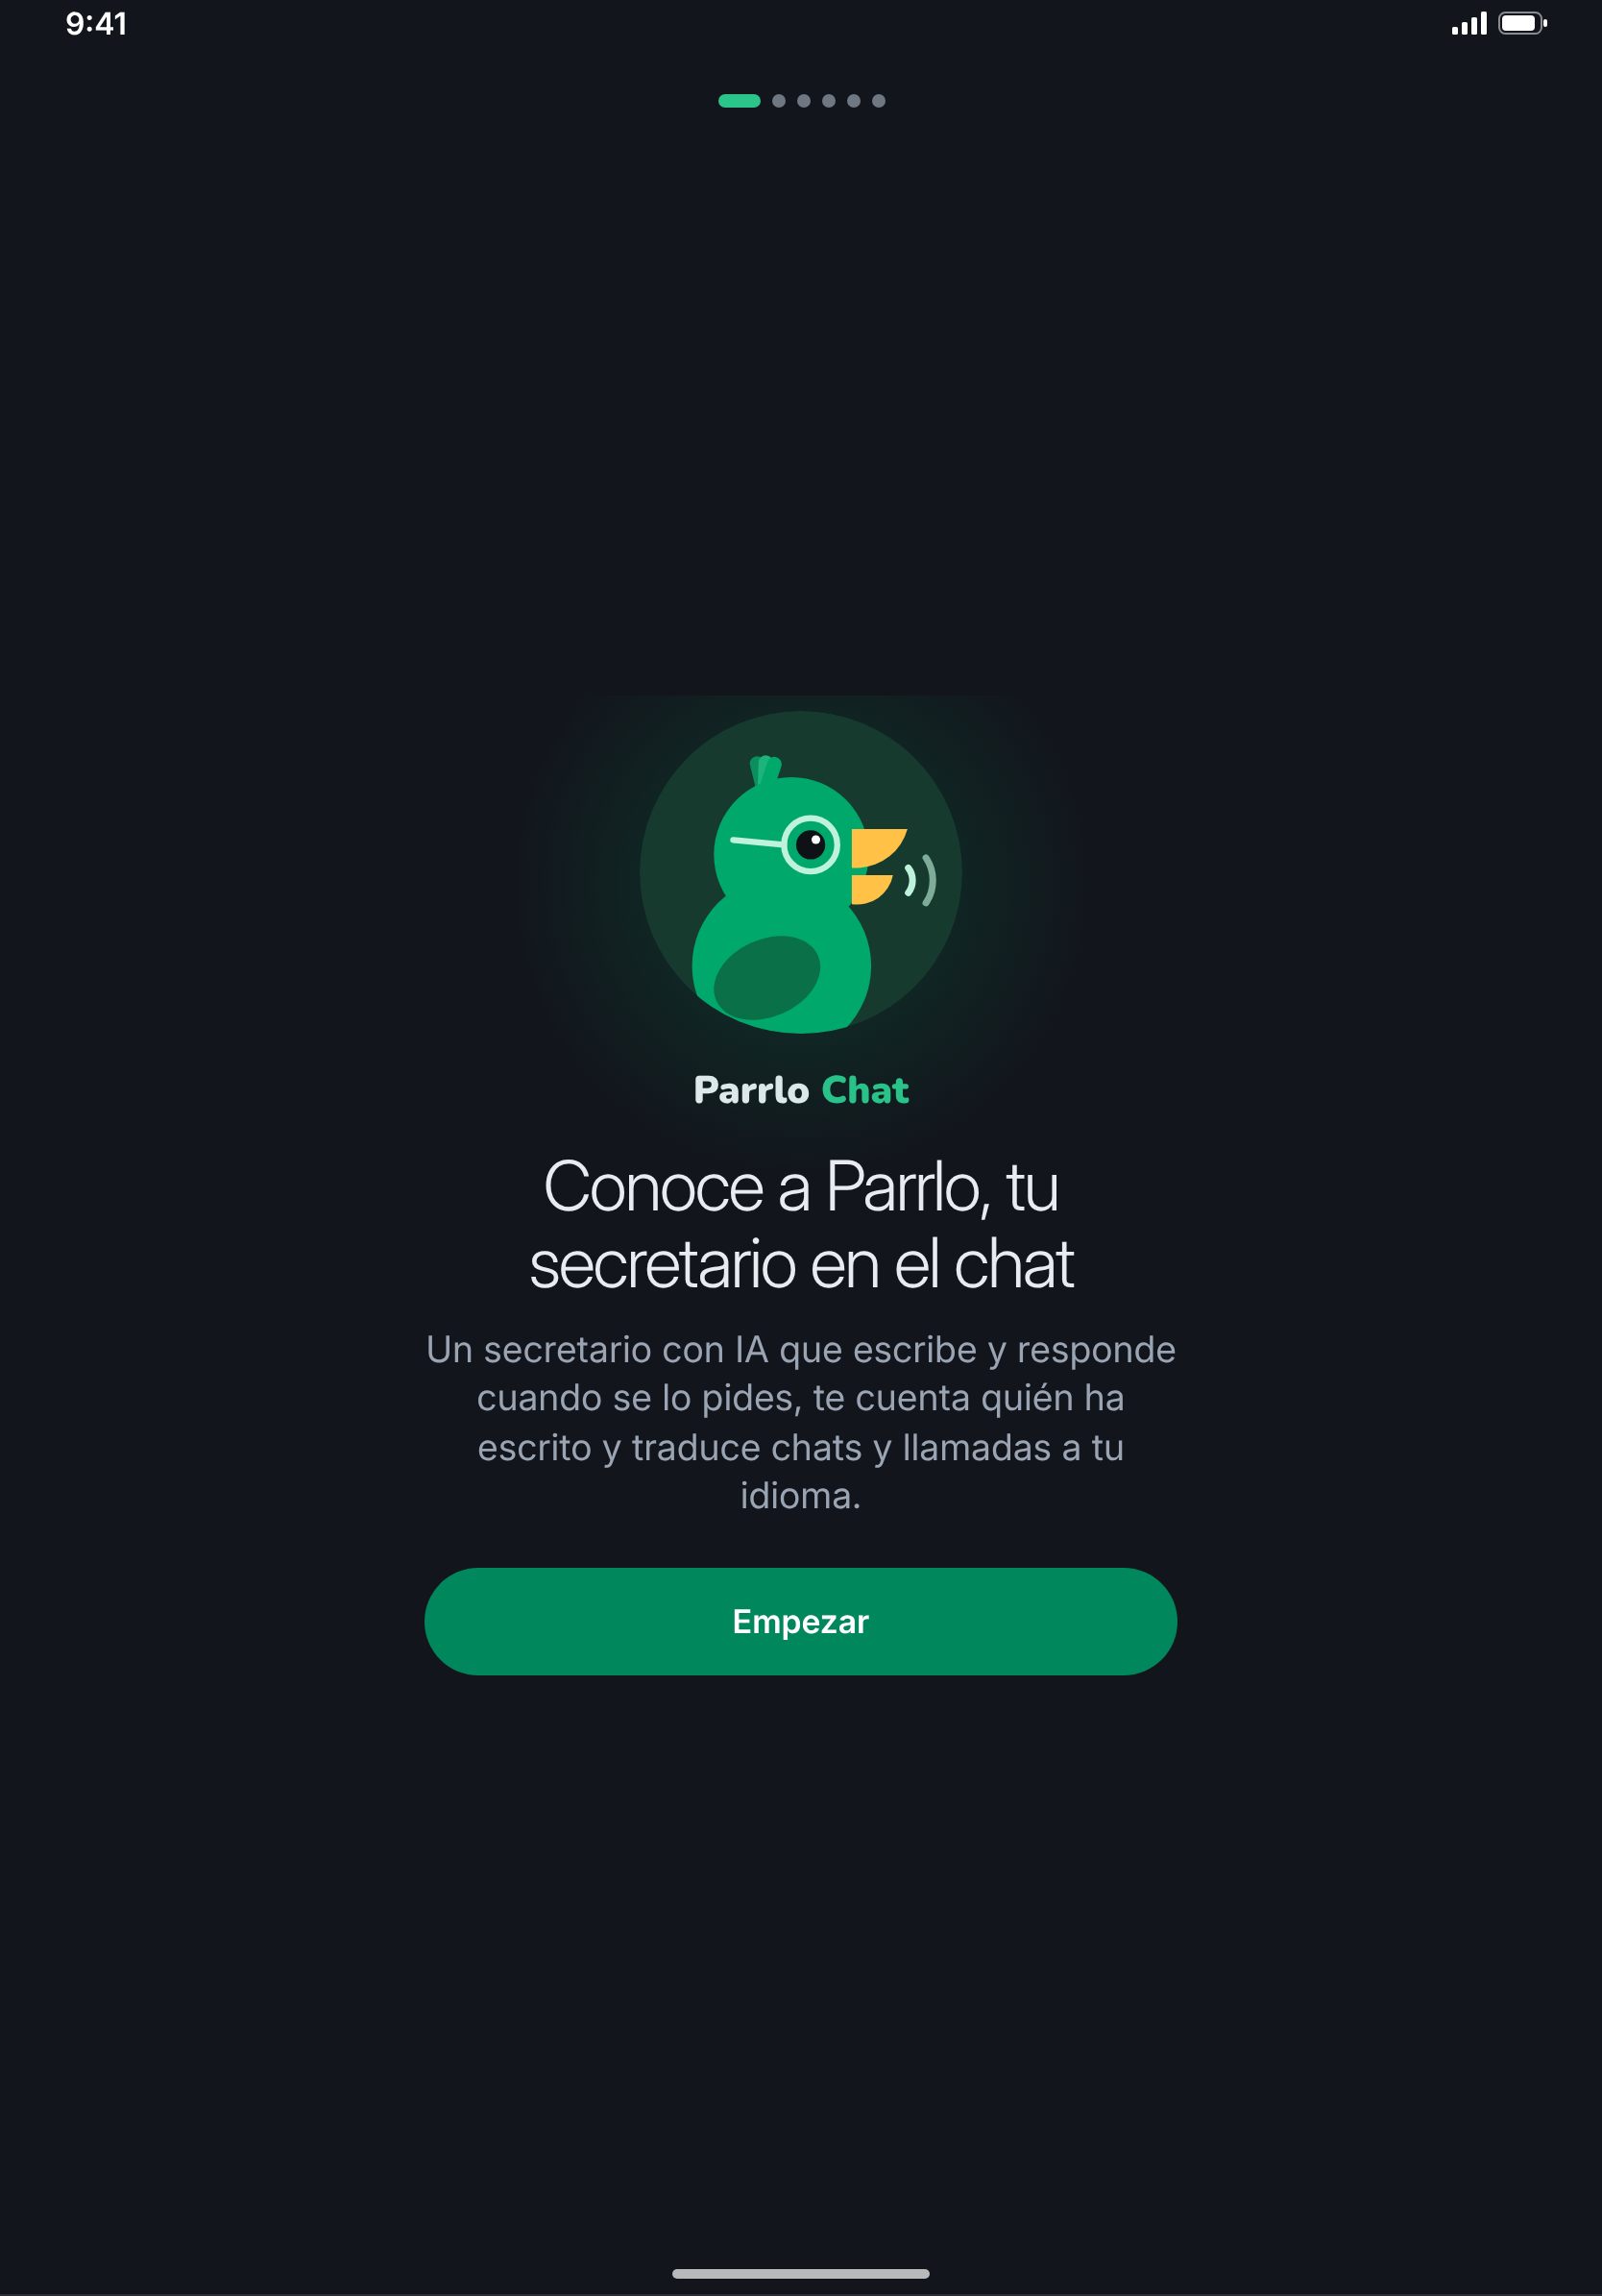 9:41
Parrlo Chat
Conoce a Parrlo, tu
secretario en el chat
Un secretario con IA que escribe y responde
cuando se lo pides, te cuenta quién ha
escrito y traduce chats y llamadas a tu
idioma.
Empezar